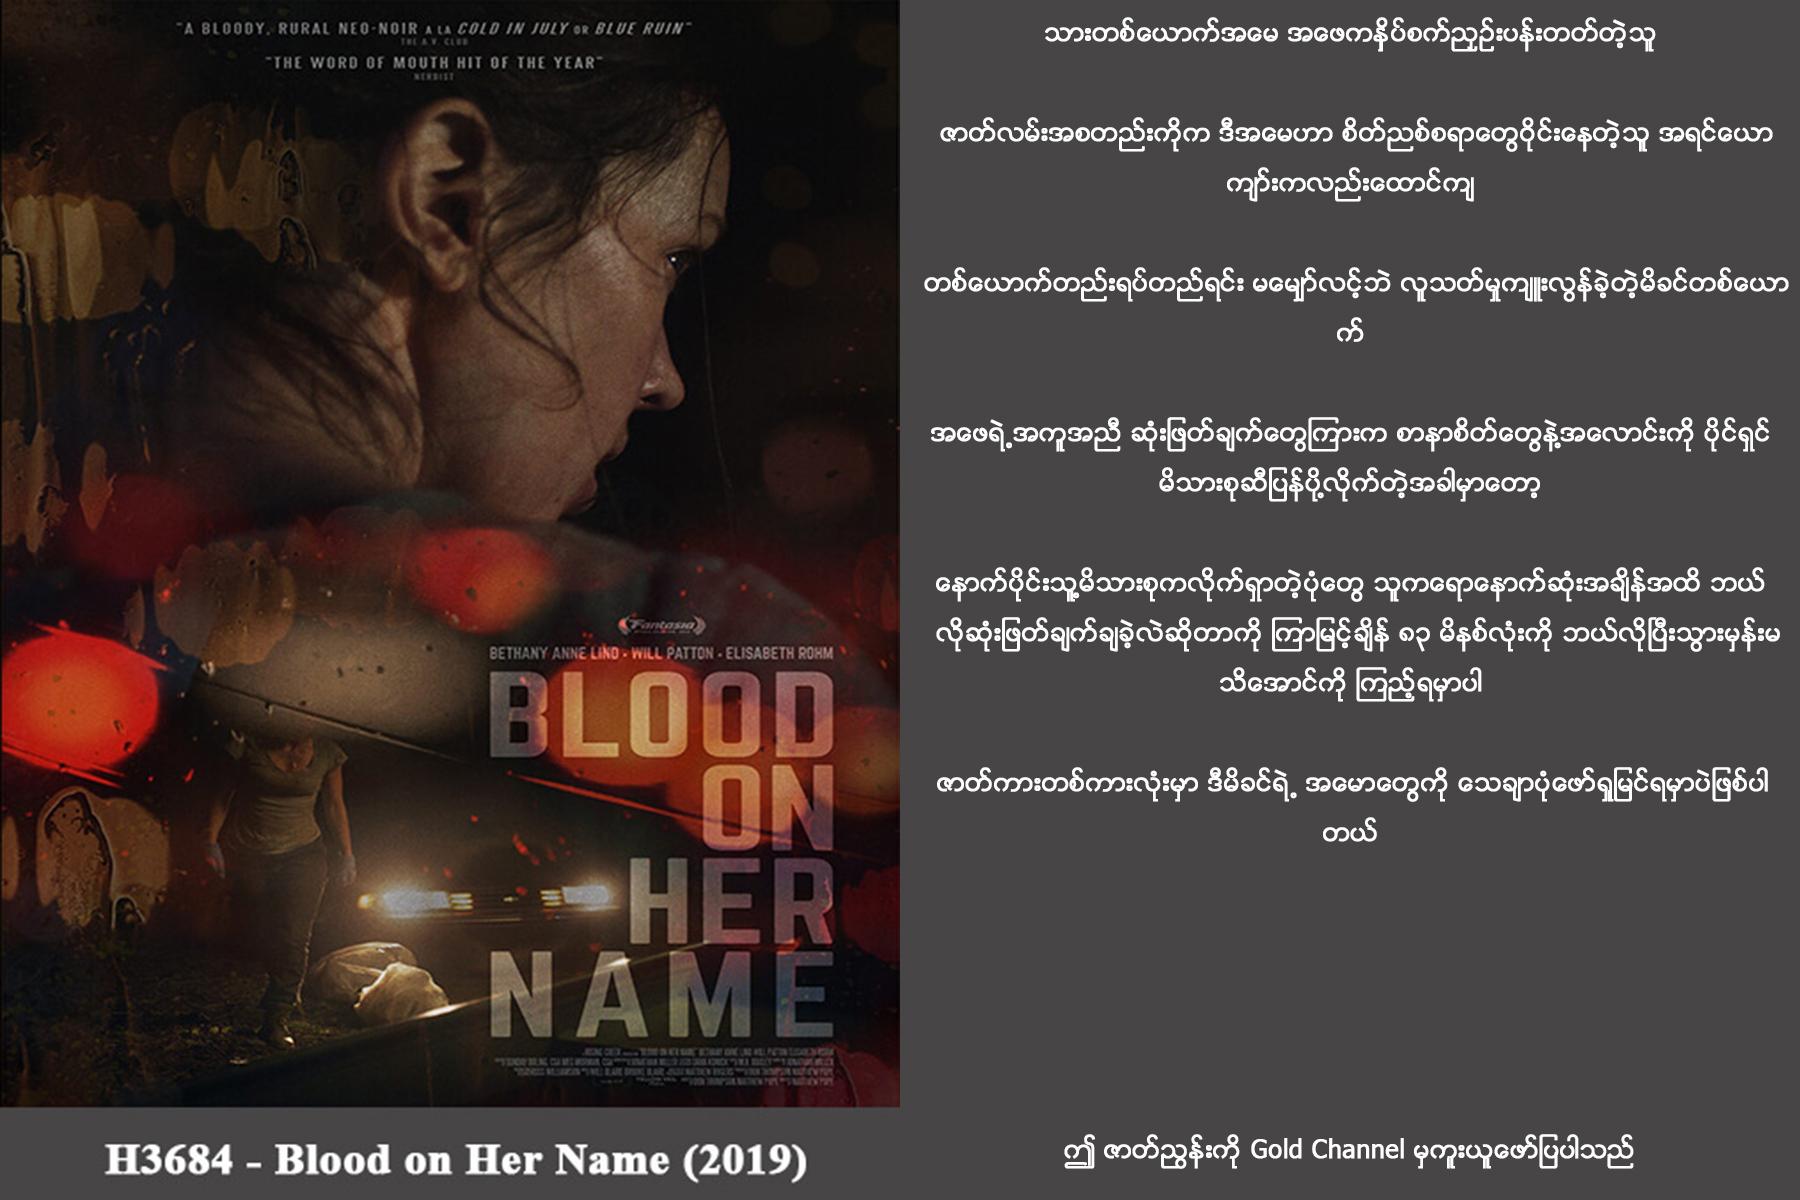 "A BLOODY, RURAL NEO-NOIR A LA COLD IN JULY OR BLUE RUIN"
THE A.V. CLUB
"THE WORD OF MOUTH HIT OF THE YEAR"
NERDIST
Fantasia
BETHANY ANNE LIND • WILL PATTON • ELISABETH ROHM
BLOOD
ON
HER
NAME
H3684 - Blood on Her Name (2019)
သားတစ်ယောက်အမေ အဖေကနှိပ်စက်ညှဉ်းပန်းတတ်တဲ့သူ
ဇာတ်လမ်းအစတည်းကိုက ဒီအမေဟာ စိတ်ညစ်စရာတွေဝိုင်းနေတဲ့သူ အရင်ယော
ကျာ်းကလည်းထောင်ကျ
တစ်ယောက်တည်းရပ်တည်ရင်း မမျှော်လင့်ဘဲ လူသတ်မှုကျူးလွန်ခဲ့တဲ့မိခင်တစ်ယော
က်
အဖေရဲ့အကူအညီ ဆုံးဖြတ်ချက်တွေကြားက စာနာစိတ်တွေနဲ့အလောင်းကို ပိုင်ရှင်
မိသားစုဆီပြန်ပို့လိုက်တဲ့အခါမှာတော့
နောက်ပိုင်းသူ့မိသားစုကလိုက်ရှာတဲ့ပုံတွေ သူကရောနောက်ဆုံးအချိန်အထိ ဘယ်
လိုဆုံးဖြတ်ချက်ချခဲ့လဲဆိုတာကို ကြာမြင့်ချိန် ၈၃ မိနစ်လုံးကို ဘယ်လိုပြီးသွားမှန်းမ
သိအောင်ကို ကြည့်ရမှာပါ
ဇာတ်ကားတစ်ကားလုံးမှာ ဒီမိခင်ရဲ့ အမောတွေကို သေချာပုံဖော်ရှုမြင်ရမှာပဲဖြစ်ပါ
တယ်
ဤ ဇာတ်ညွှန်းကို Gold Channel မှကူးယူဖော်ပြပါသည်